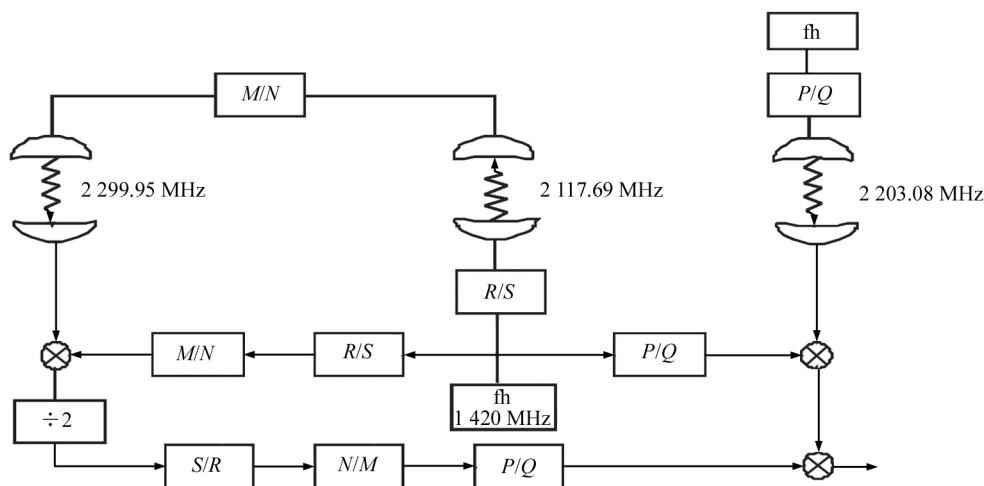 fh
M/N
P/Q
2 299.95 MHz
2 117.69 MHz
2 203.08 MHz
R/S
M/N
R/S
P/Q
fh
1 420 MHz
÷2
S/R
N/M
P/Q